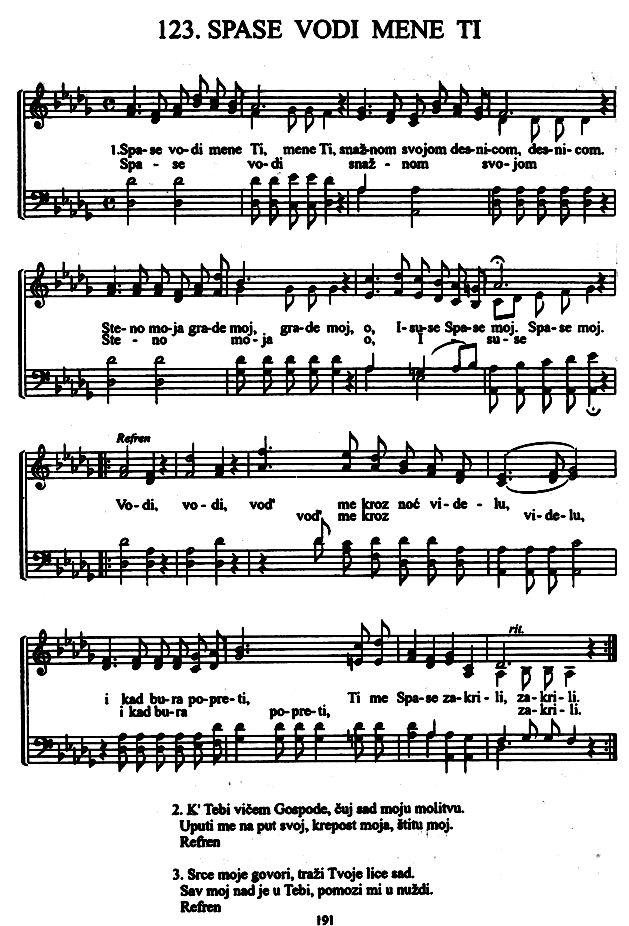 123. SPASE VODI MENE TI
1.Spa-se vo-di mene Ti, mene Ti, snaž-nom svojom des-ni-com, des-ni-com.
Spa - se vo-di snaž - nom svo-jom
Ste-no mo-ja gra-de moj, gra-de moj, o, I-su-se Spa-se moj. Spa-se moj.
Ste - no mo-ja o, I su-se
Refren
Vo-di, vo-di, vod' me kroz noć vi-de-lu,
vod', me kroz vi-de-lu,
rit.
i kad bu-ra po-pre-ti, Ti me Spa-se za-kri-li, za-kri-li.
i kad bu-ra po-pre-ti, za-kri-li.
2. K' Tebi vičem Gospode, čuj sad moju molitvu.
Uputi me na put svoj, krepost moja, štitu moj.
Refren
3. Srce moje govori, traži Tvoje lice sad.
Sav moj nad je u Tebi, pomozi mi u nuždi.
Refren
191